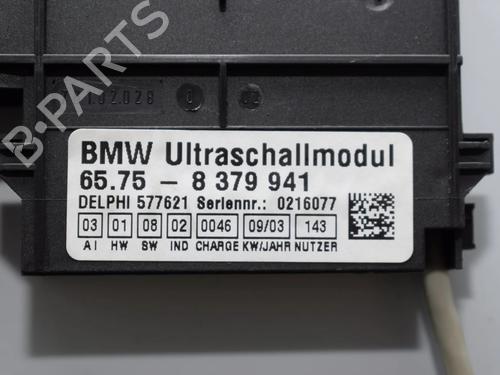 B-PARTS
BMW Ultraschallmodul
65.75 - 8 379 941
DELPHI 577621 Seriennr.: 0216077
03 01 08 02 0046 09/03 143
AI HW SW IND CHARGE KW/JAHR NUTZER